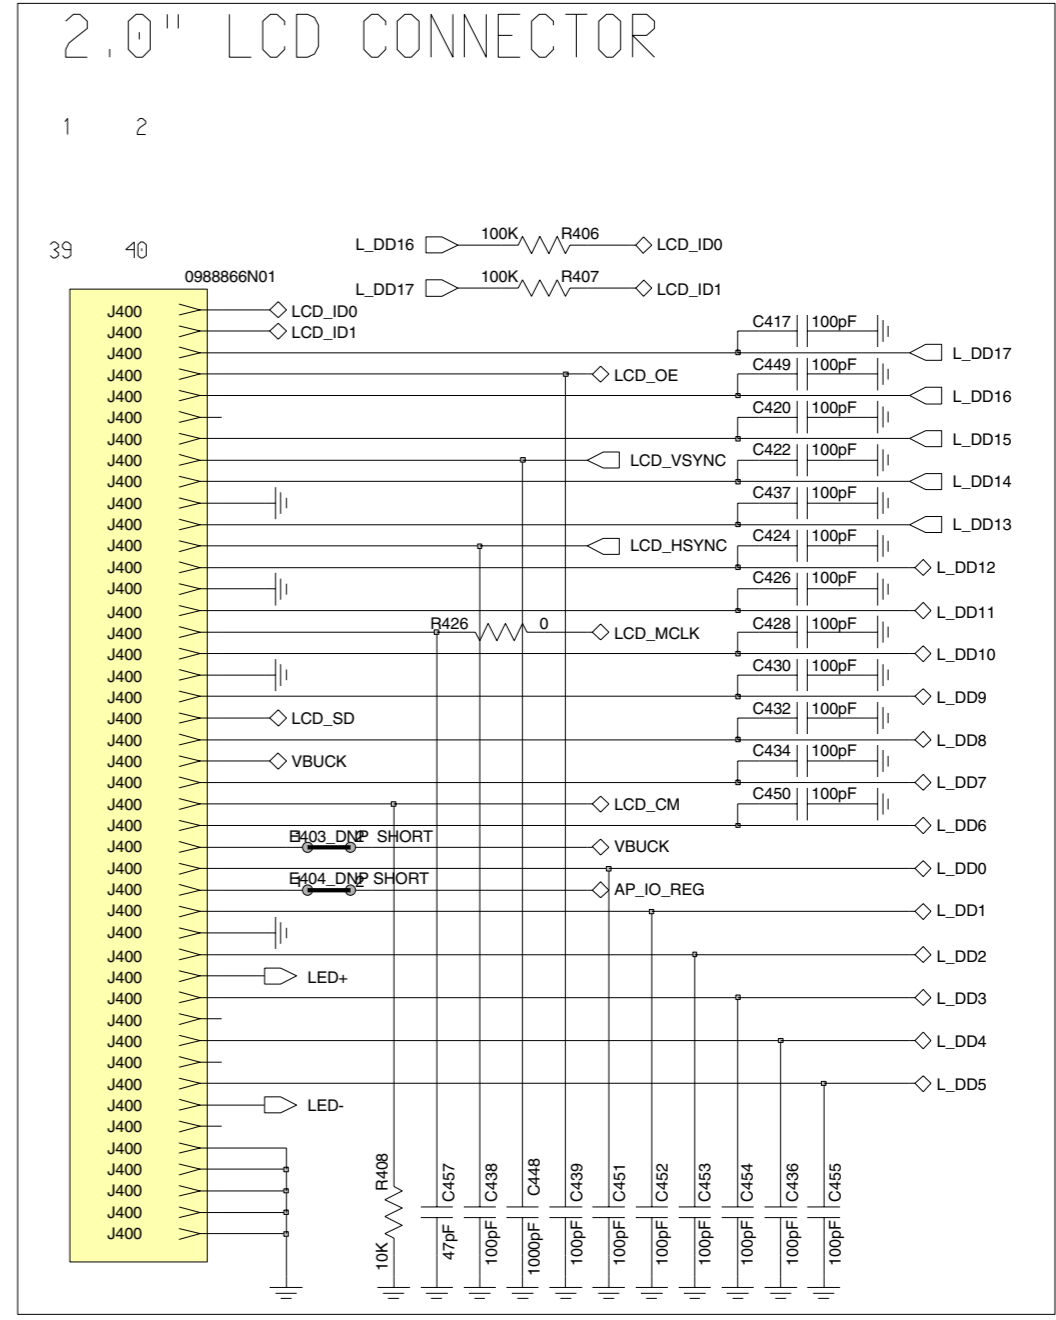 2.0" LCD CONNECTOR
1 2
39 40
L_DD16 100K R406 LCD_ID0
0988866N01
L_DD17 100K R407 LCD_ID1
J400 LCD_ID0
C417 100pF
J400 LCD_ID1
J400 L_DD17
C449 100pF
J400 LCD_OE
J400 L_DD16
C420 100pF
J400
J400 L_DD15
C422 100pF
J400 LCD_VSYNC
J400 L_DD14
C437 100pF
J400
J400 L_DD13
C424 100pF
J400 LCD_HSYNC
J400 L_DD12
C426 100pF
J400
J400 L_DD11
C428 100pF
J400 R426 0 LCD_MCLK
J400 L_DD10
C430 100pF
J400
J400 L_DD9
C432 100pF
J400 LCD_SD
J400 L_DD8
C434 100pF
J400 VBUCK
J400 L_DD7
C450 100pF
J400 LCD_CM
J400 L_DD6
E403_DNP SHORT
1 2
J400 VBUCK
J400 L_DD0
E404_DNP SHORT
1 2
J400 AP_IO_REG
J400 L_DD1
J400
J400 L_DD2
J400 LED+
J400 L_DD3
J400
J400 L_DD4
J400
J400 L_DD5
J400 LED-
J400
J400
J400
J400
J400
J400
R408 C457 C438 C448 C439 C451 C452 C453 C454 C436 C455
10K 47pF 100pF 1000pF 100pF 100pF 100pF 100pF 100pF 100pF 100pF